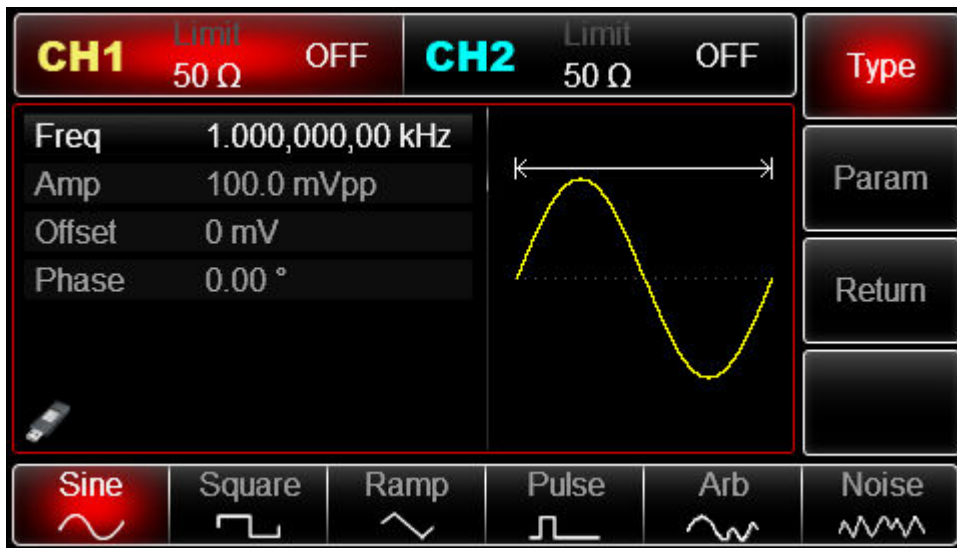 CH1 Limit 50 Ω OFF
CH2 Limit 50 Ω OFF
Type
Freq 1.000,000,00 kHz
Amp 100.0 mVpp
Offset 0 mV
Phase 0.00 °
Param
Return
Sine Square Ramp Pulse Arb Noise